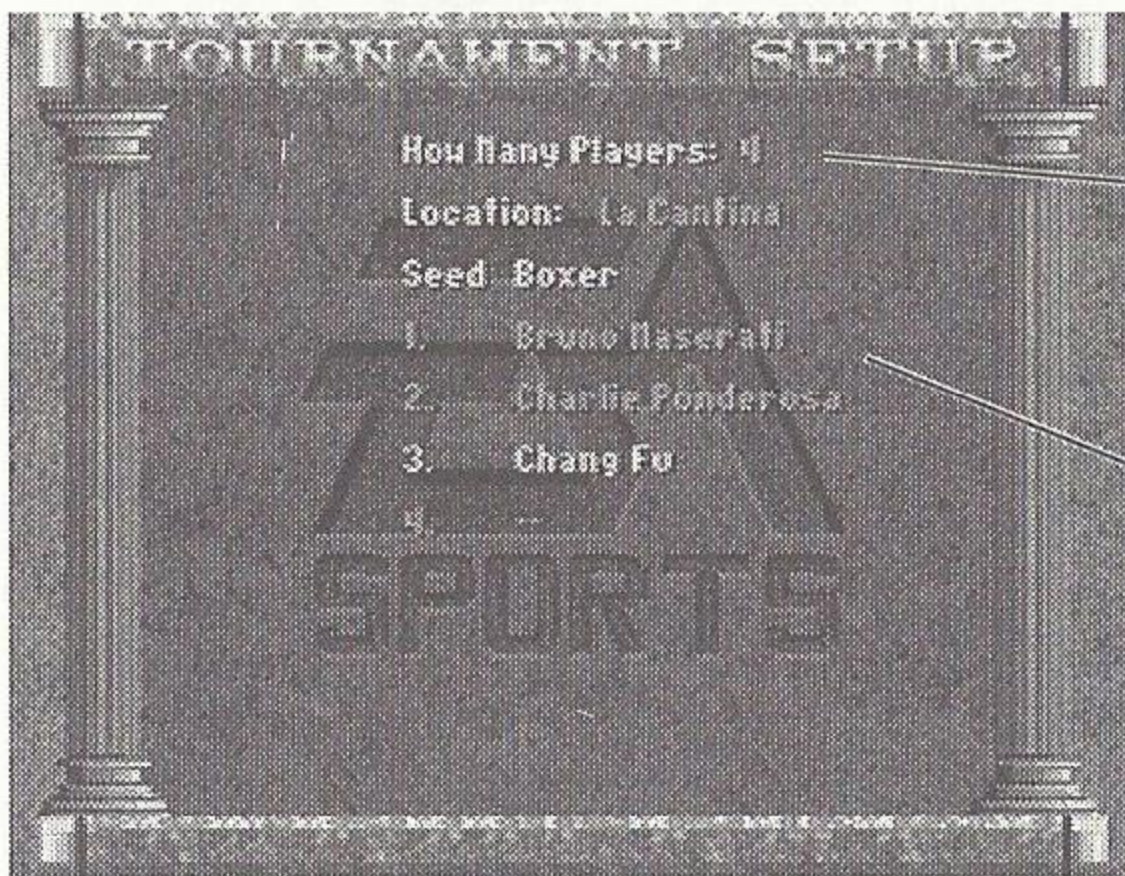 TOURNAMENT SETUP
How Many Players: 4
Location: La Cantina
Seed Boxer
1. Bruno Maserati
2. Charlie Ponderosa
3. Chang Fu
4. --
EA
SPORTS